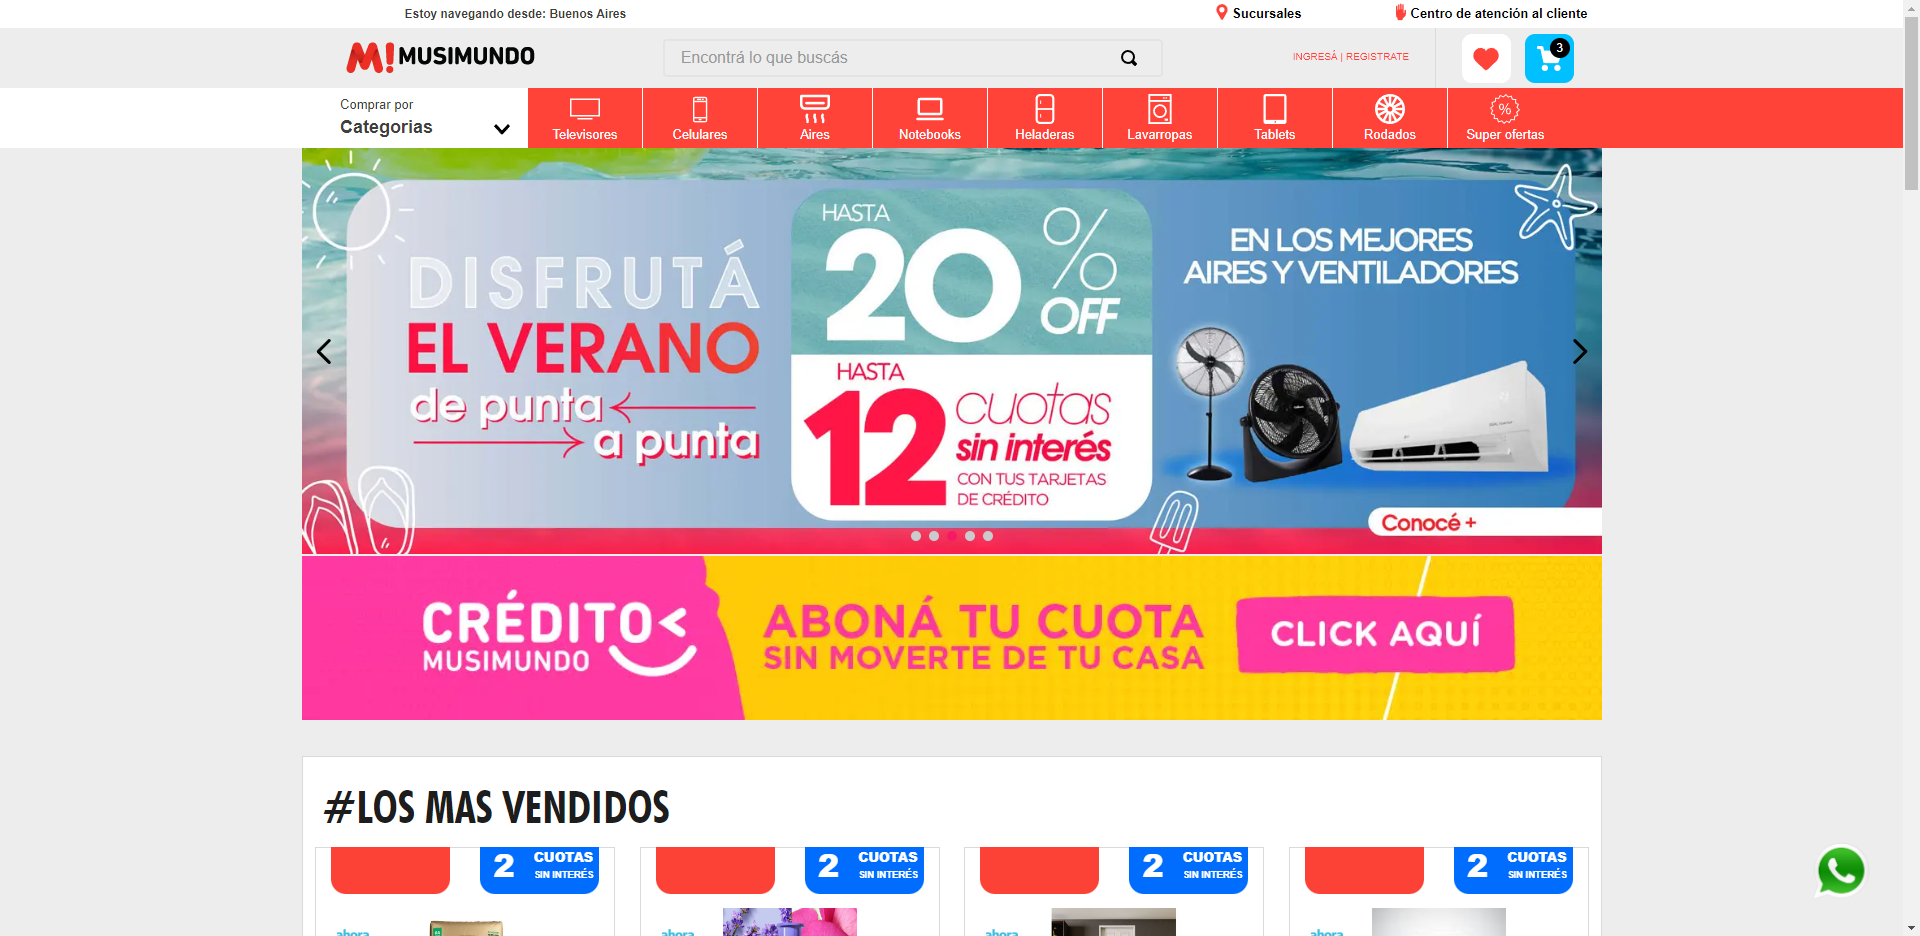 Estoy navegando desde: Buenos Aires
Sucursales
Centro de atención al cliente
M! MUSIMUNDO
Encontrá lo que buscás
INGRESÁ | REGISTRATE
3
Comprar por
Categorias
Televisores
Celulares
Aires
Notebooks
Heladeras
Lavarropas
Tablets
Rodados
%
Super ofertas
DISFRUTÁ
EL VERANO
de punta
a punta
HASTA
20% OFF
HASTA
12 cuotas
sin interés
CON TUS TARJETAS
DE CRÉDITO
EN LOS MEJORES
AIRES Y VENTILADORES
Conocé +
CRÉDITO
MUSIMUNDO
ABONÁ TU CUOTA
SIN MOVERTE DE TU CASA
CLICK AQUÍ
#LOS MAS VENDIDOS
2 CUOTAS
SIN INTERÉS
2 CUOTAS
SIN INTERÉS
2 CUOTAS
SIN INTERÉS
2 CUOTAS
SIN INTERÉS
ahora
ahora
ahora
ahora